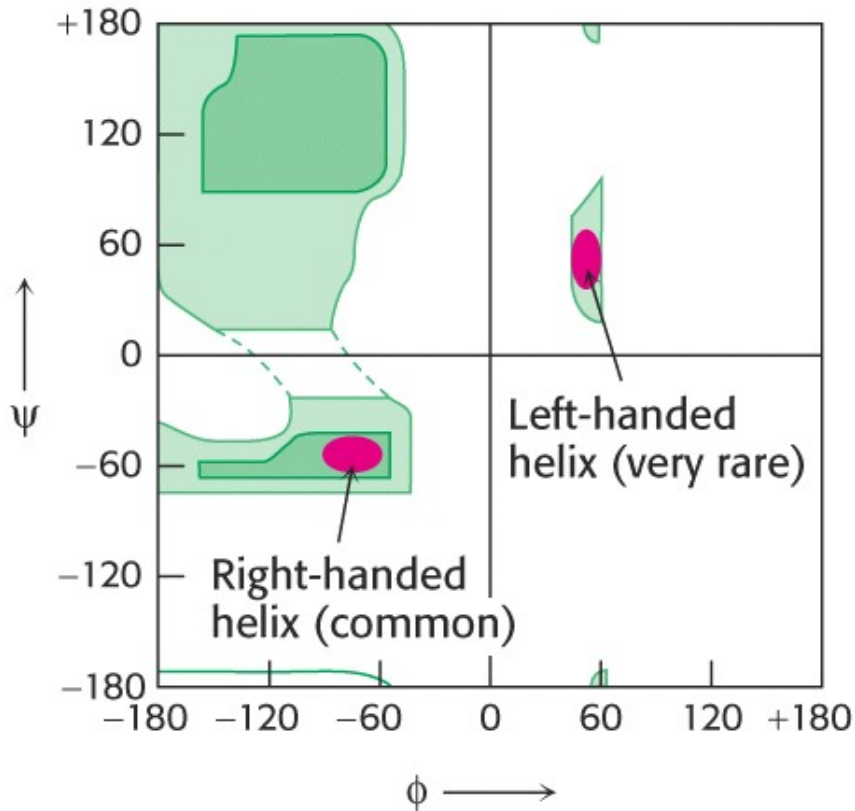 +180
120
60
0
−60
−120
−180
ψ
Left-handed
helix (very rare)
Right-handed
helix (common)
−180 −120 −60 0 60 120 +180
ϕ